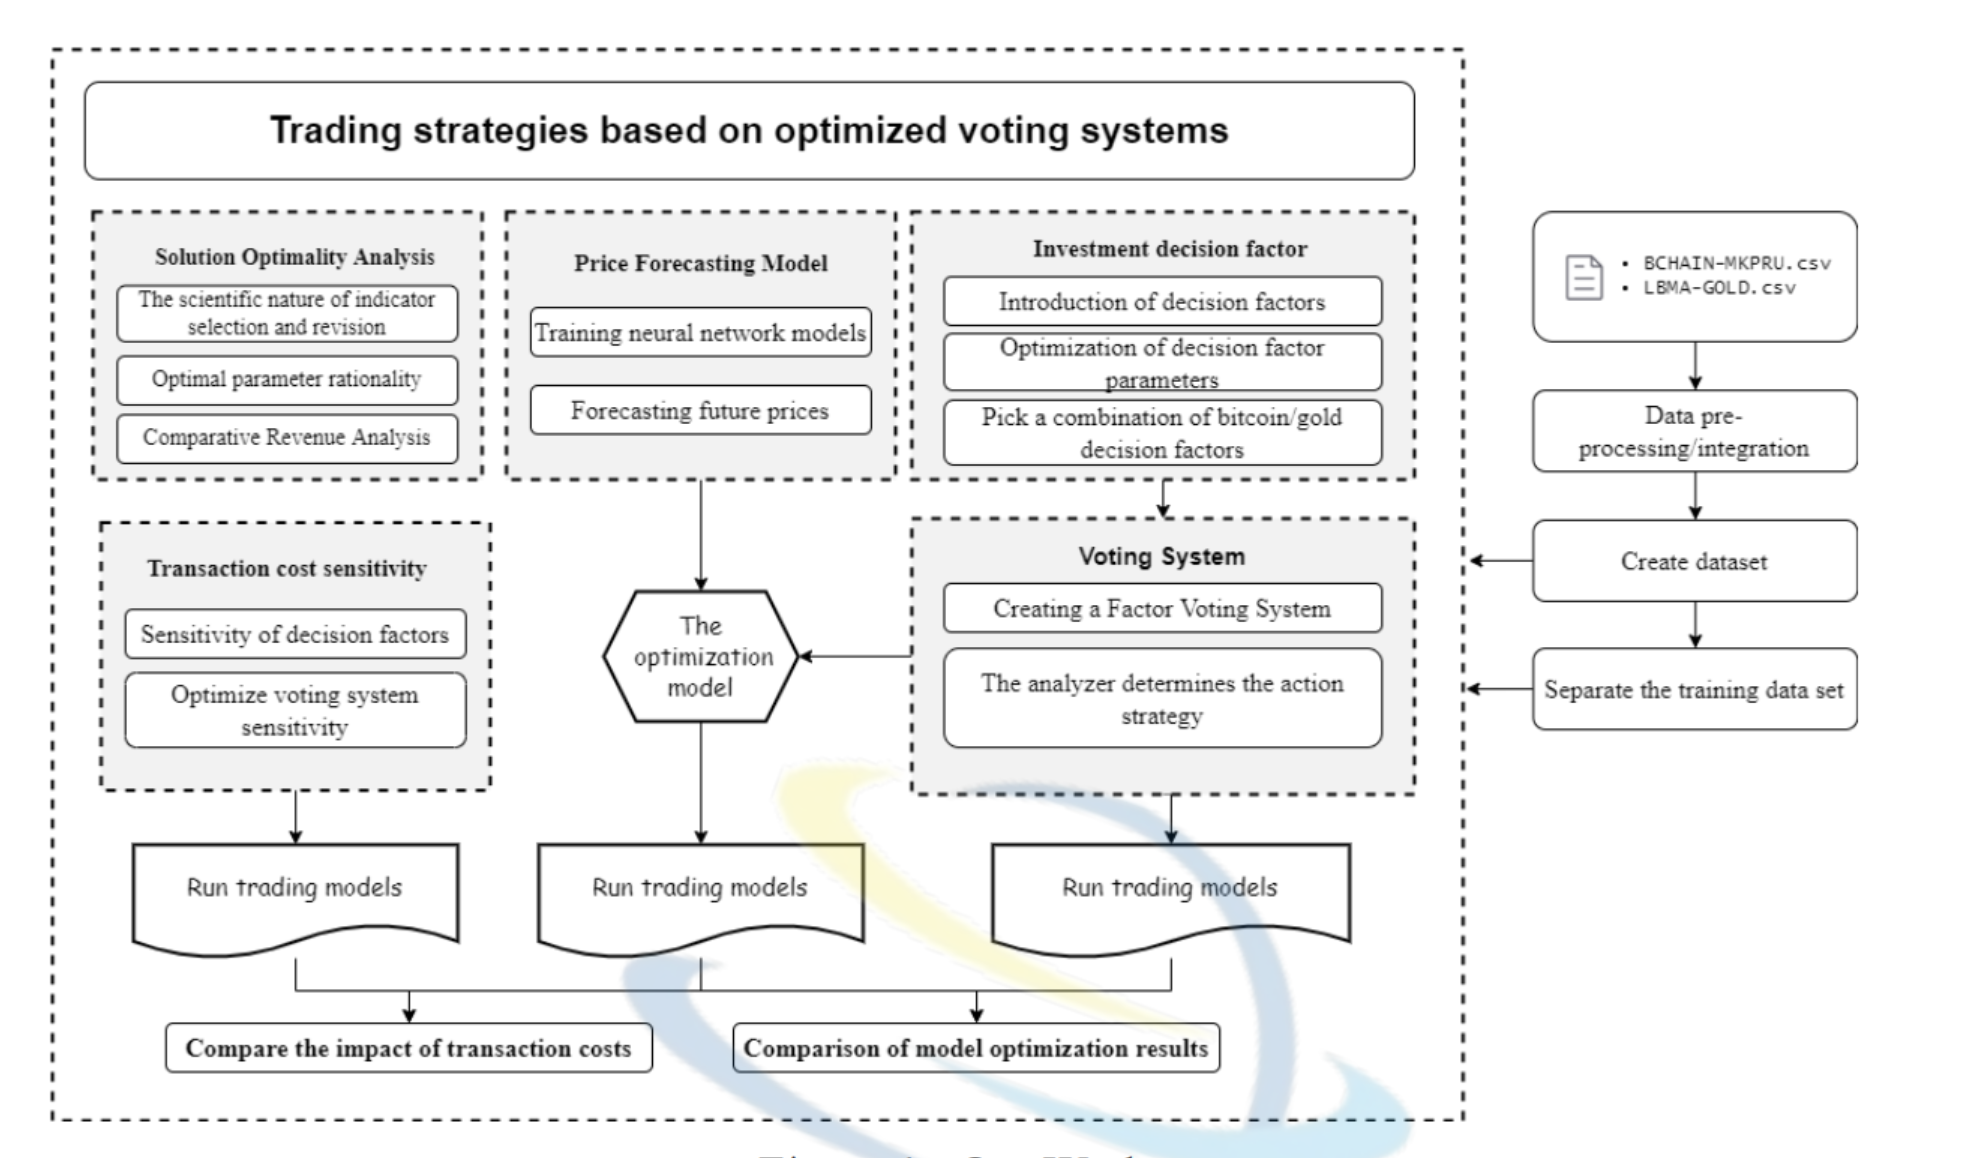 Trading strategies based on optimized voting systems
Solution Optimality Analysis
The scientific nature of indicator
selection and revision
Optimal parameter rationality
Comparative Revenue Analysis
Price Forecasting Model
Training neural network models
Forecasting future prices
Investment decision factor
Introduction of decision factors
Optimization of decision factor
parameters
Pick a combination of bitcoin/gold
decision factors
• BCHAIN-MKPRU.csv
• LBMA-GOLD.csv
Data pre-
processing/integration
Create dataset
Separate the training data set
Transaction cost sensitivity
Sensitivity of decision factors
Optimize voting system
sensitivity
The
optimization
model
Voting System
Creating a Factor Voting System
The analyzer determines the action
strategy
Run trading models
Run trading models
Run trading models
Compare the impact of transaction costs
Comparison of model optimization results